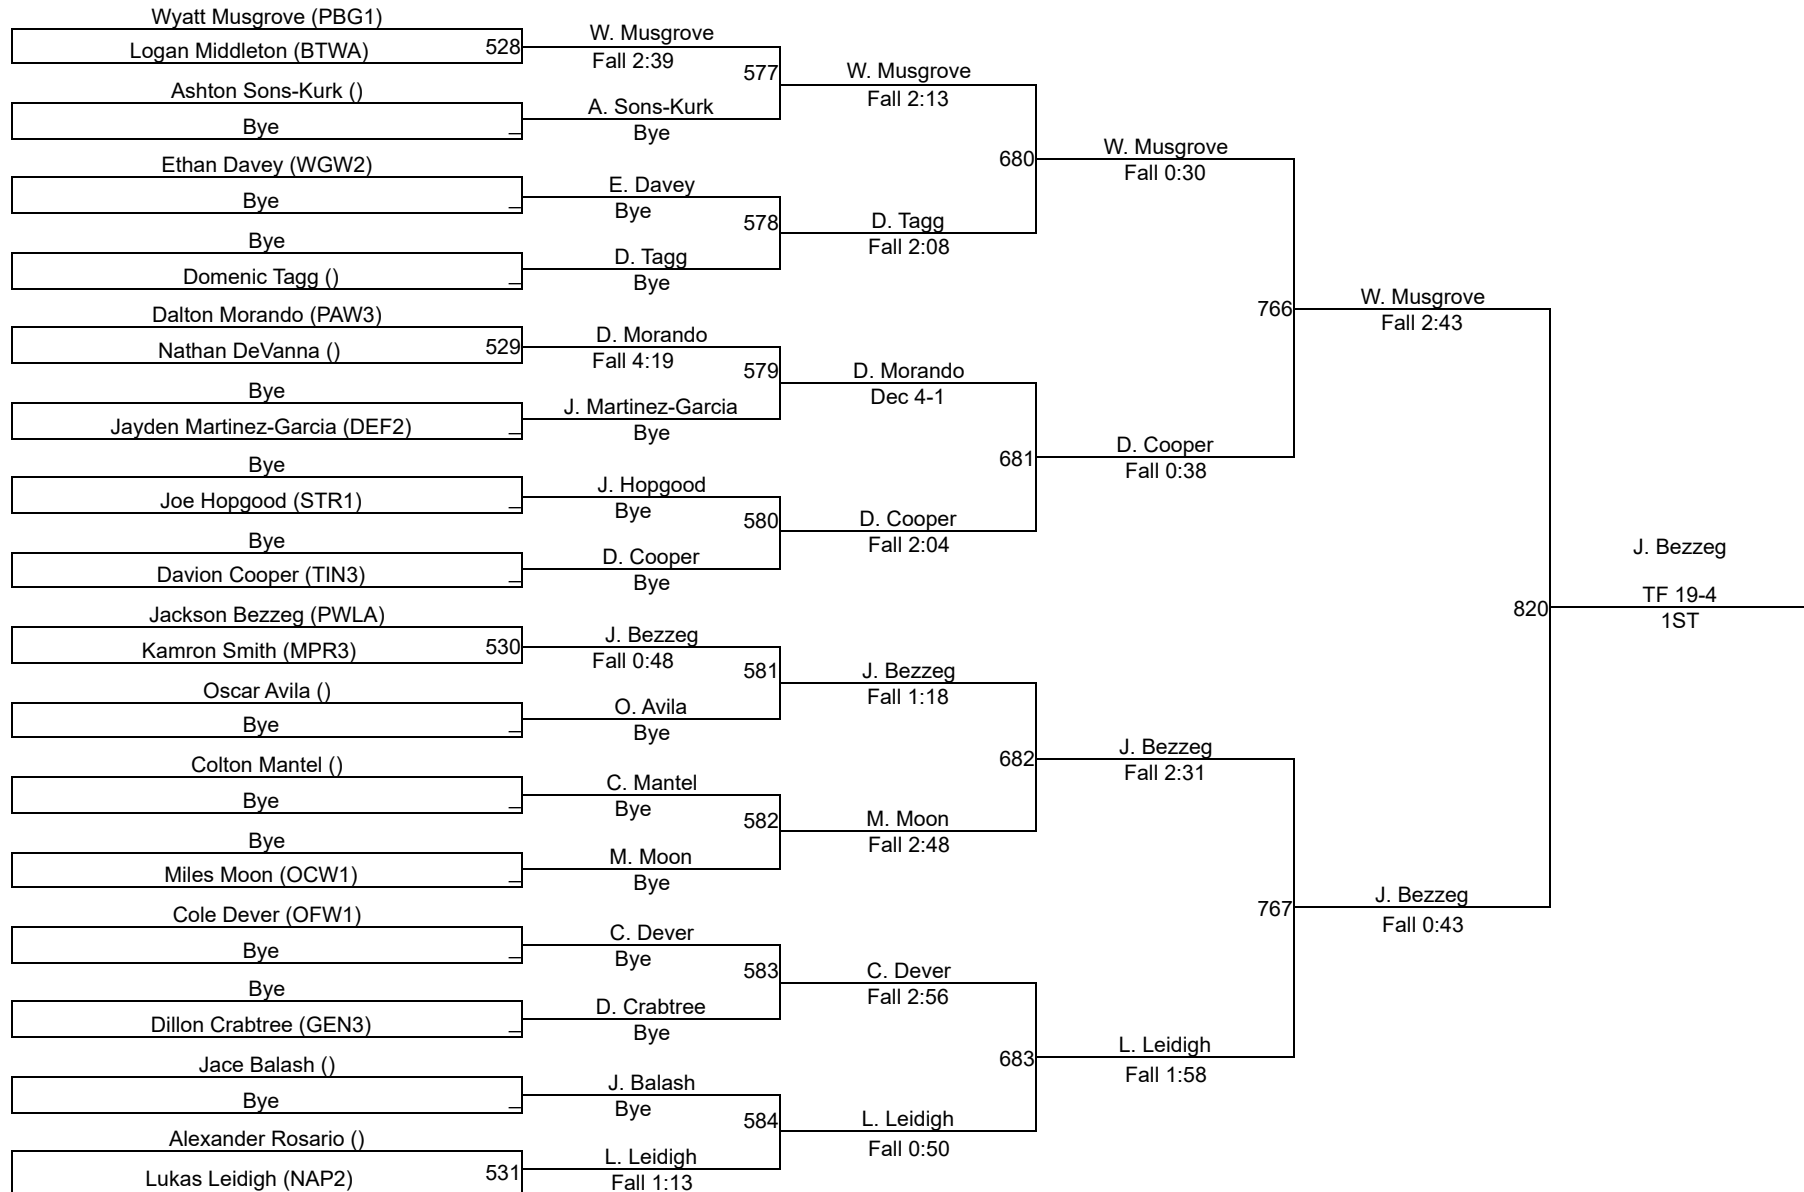 Wyatt Musgrove (PBG1)
Logan Middleton (BTWA) 528
Ashton Sons-Kurk ()
Bye _
Ethan Davey (WGW2)
Bye _
Bye
Domenic Tagg () _
Dalton Morando (PAW3)
Nathan DeVanna () 529
Bye
Jayden Martinez-Garcia (DEF2) _
Bye
Joe Hopgood (STR1) _
Bye
Davion Cooper (TIN3) _
Jackson Bezzeg (PWLA)
Kamron Smith (MPR3) 530
Oscar Avila ()
Bye _
Colton Mantel ()
Bye _
Bye
Miles Moon (OCW1) _
Cole Dever (OFW1)
Bye _
Bye
Dillon Crabtree (GEN3) _
Jace Balash ()
Bye _
Alexander Rosario ()
Lukas Leidigh (NAP2) 531
W. Musgrove
Fall 2:39
577
A. Sons-Kurk
Bye
E. Davey
Bye
578
D. Tagg
Bye
D. Morando
Fall 4:19
579
J. Martinez-Garcia
Bye
J. Hopgood
Bye
580
D. Cooper
Bye
J. Bezzeg
Fall 0:48
581
O. Avila
Bye
C. Mantel
Bye
582
M. Moon
Bye
C. Dever
Bye
583
D. Crabtree
Bye
J. Balash
Bye
584
L. Leidigh
Fall 1:13
W. Musgrove
Fall 2:13
680
D. Tagg
Fall 2:08
D. Morando
Dec 4-1
681
D. Cooper
Fall 2:04
J. Bezzeg
Fall 1:18
682
M. Moon
Fall 2:48
C. Dever
Fall 2:56
683
L. Leidigh
Fall 0:50
W. Musgrove
Fall 0:30
766
D. Cooper
Fall 0:38
J. Bezzeg
Fall 2:31
767
L. Leidigh
Fall 1:58
W. Musgrove
Fall 2:43
820
J. Bezzeg
Fall 0:43
J. Bezzeg
TF 19-4
1ST